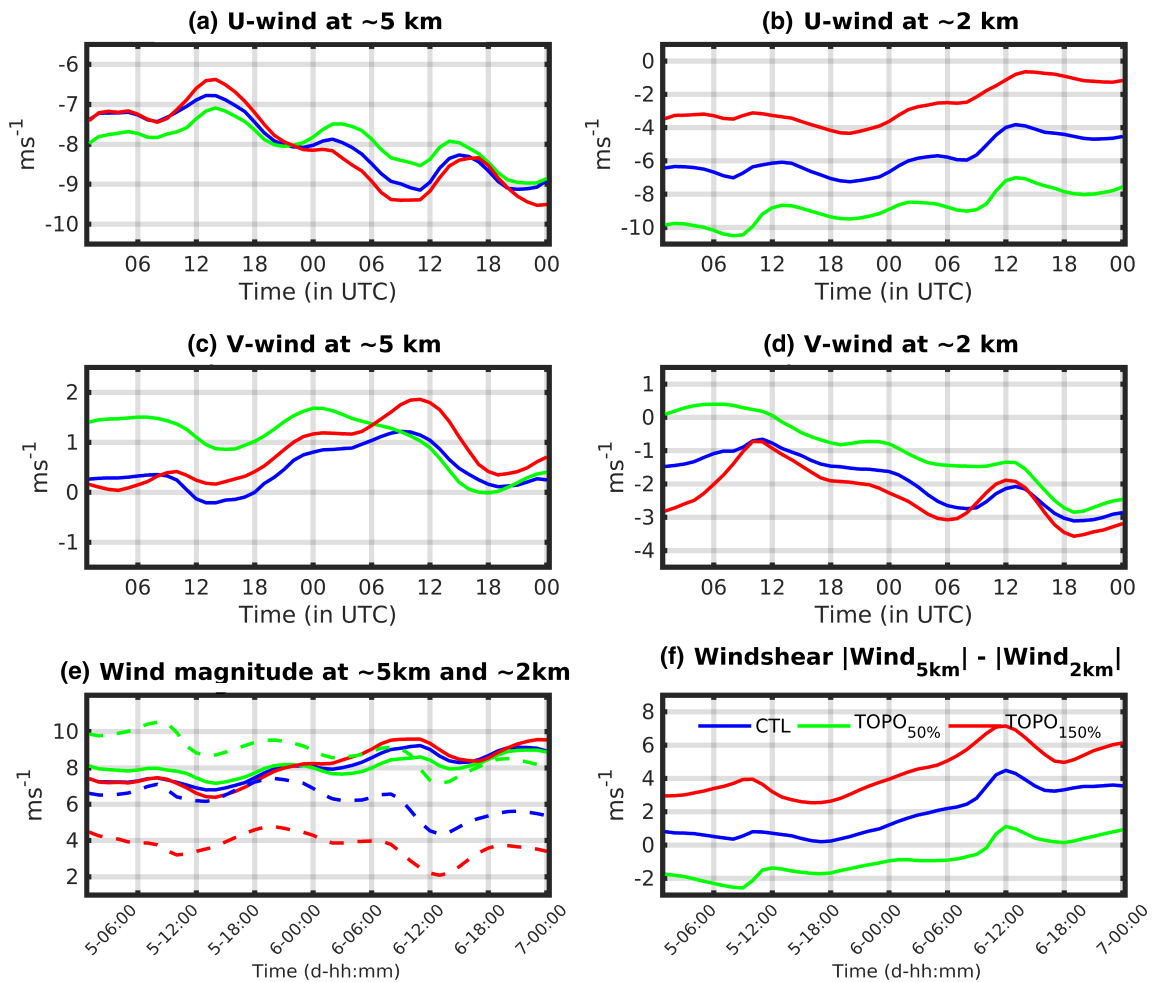 (a) U-wind at ~5 km
(b) U-wind at ~2 km
ms-1
-6
-7
-8
-9
-10
06 12 18 00 06 12 18 00
Time (in UTC)
ms-1
0
-2
-4
-6
-8
-10
06 12 18 00 06 12 18 00
Time (in UTC)
(c) V-wind at ~5 km
(d) V-wind at ~2 km
ms-1
2
1
0
-1
06 12 18 00 06 12 18 00
Time (in UTC)
ms-1
1
0
-1
-2
-3
-4
06 12 18 00 06 12 18 00
Time (in UTC)
(e) Wind magnitude at ~5km and ~2km
(f) Windshear |Wind5km| - |Wind2km|
ms-1
10
8
6
4
2
5-06:00 5-12:00 5-18:00 6-00:00 6-06:00 6-12:00 6-18:00 7-00:00
Time (d-hh:mm)
ms-1
8
6
4
2
0
-2
CTL TOPO50% TOPO150%
5-06:00 5-12:00 5-18:00 6-00:00 6-06:00 6-12:00 6-18:00 7-00:00
Time (d-hh:mm)